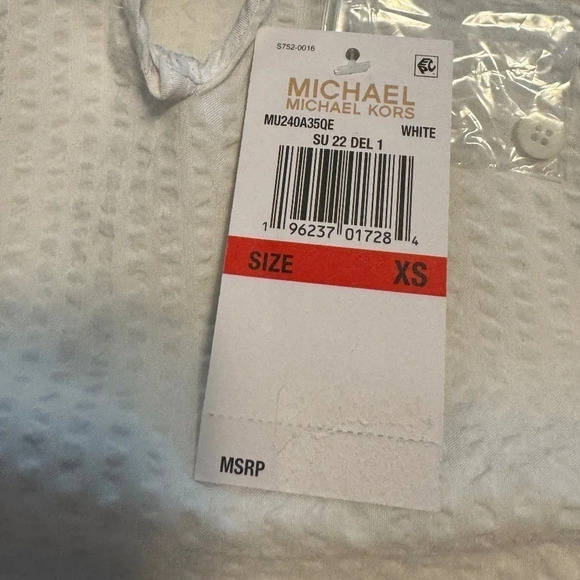 S752-0016
MICHAEL
MICHAEL KORS
MU240A35QE WHITE
SU 22 DEL 1
1 96237 01728 4
SIZE XS
MSRP